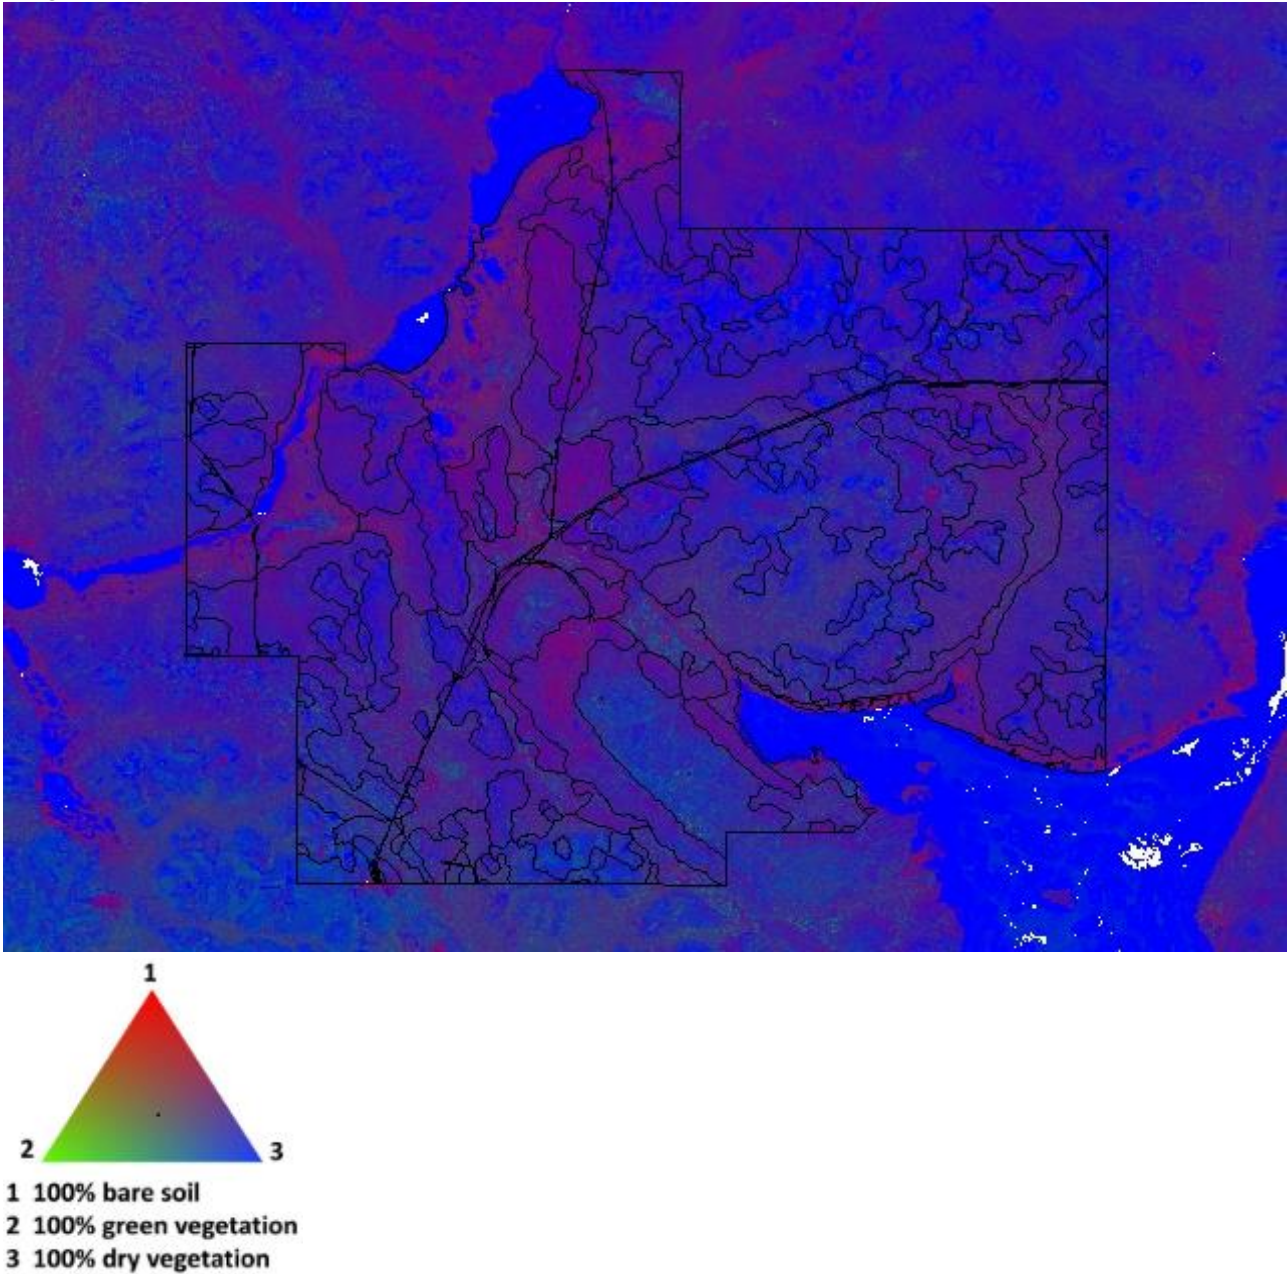 1
2
3
1 100% bare soil
2 100% green vegetation
3 100% dry vegetation